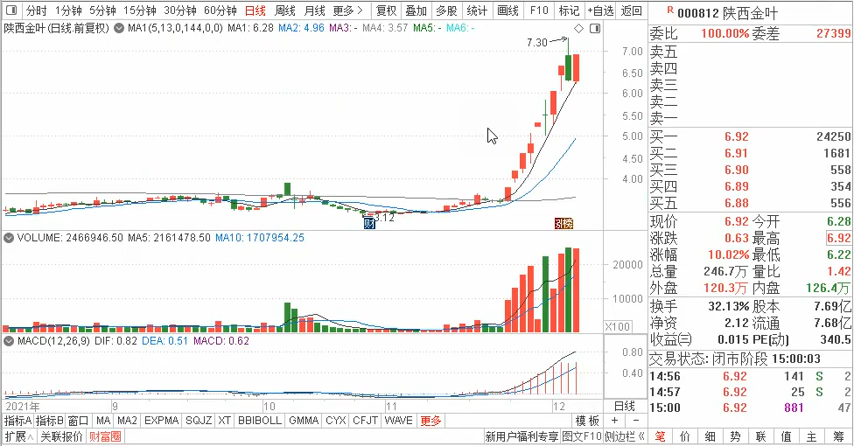 分时 1分钟 5分钟 15分钟 30分钟 60分钟 日线 周线 月线 更多> 复权 叠加 多股 统计 画线 F10 标记 +自选 返回
R 000812 陕西金叶
陕西金叶(日线.前复权) MA1(5,13,0,144,0,0) MA1: 6.28 MA2: 4.96 MA3: - MA4: 3.57 MA5: - MA6: -
委比 100.00% 委差 27399
卖五
卖四
卖三
卖二
卖一
买一 6.92 24250
买二 6.91 1681
买三 6.90 558
买四 6.89 354
买五 6.88 556
现价 6.92 今开 6.28
涨跌 0.63 最高 6.92
涨幅 10.02% 最低 6.22
总量 246.7万 量比 1.42
外盘 120.3万 内盘 126.4万
换手 32.13% 股本 7.69亿
净资 2.12 流通 7.68亿
收益㈢ 0.015 PE(动) 340.5
交易状态: 闭市阶段 15:00:03
14:56 6.92 141 S 2
14:57 6.92 25 S 2
15:00 6.92 881 47
7.30
7.00
6.50
6.00
5.50
5.00
4.50
4.00
3.12
财
涨榜
VOLUME: 2466946.50 MA5: 2161478.50 MA10: 1707954.25
20000
10000
X100
MACD(12,26,9) DIF: 0.82 DEA: 0.51 MACD: 0.62
0.80
0.40
2021年 9 10 11 12 日线
指标A 指标B 窗口 MA MA2 EXPMA SQJZ XT BBIBOLL GMMA CYX CFJT WAVE 更多 模板 + -
扩展∧ 关联报价 财富圈 新用户福利专享 图文F10 侧边栏
笔 价 细 势 联 值 主 筹